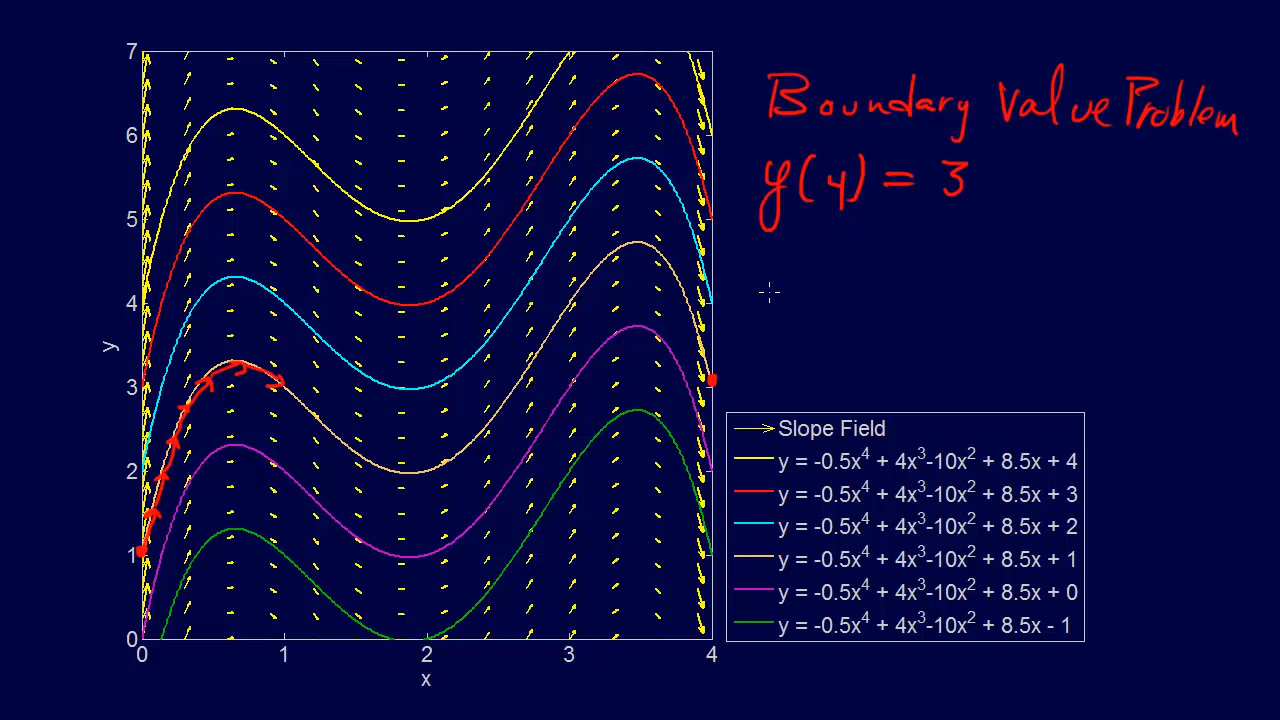 Boundary Value Problem
y(4) = 3
7
6
5
4
3
2
1
0
y
0 1 2 3 4
x
Slope Field
y = -0.5x⁴ + 4x³-10x² + 8.5x + 4
y = -0.5x⁴ + 4x³-10x² + 8.5x + 3
y = -0.5x⁴ + 4x³-10x² + 8.5x + 2
y = -0.5x⁴ + 4x³-10x² + 8.5x + 1
y = -0.5x⁴ + 4x³-10x² + 8.5x + 0
y = -0.5x⁴ + 4x³-10x² + 8.5x - 1